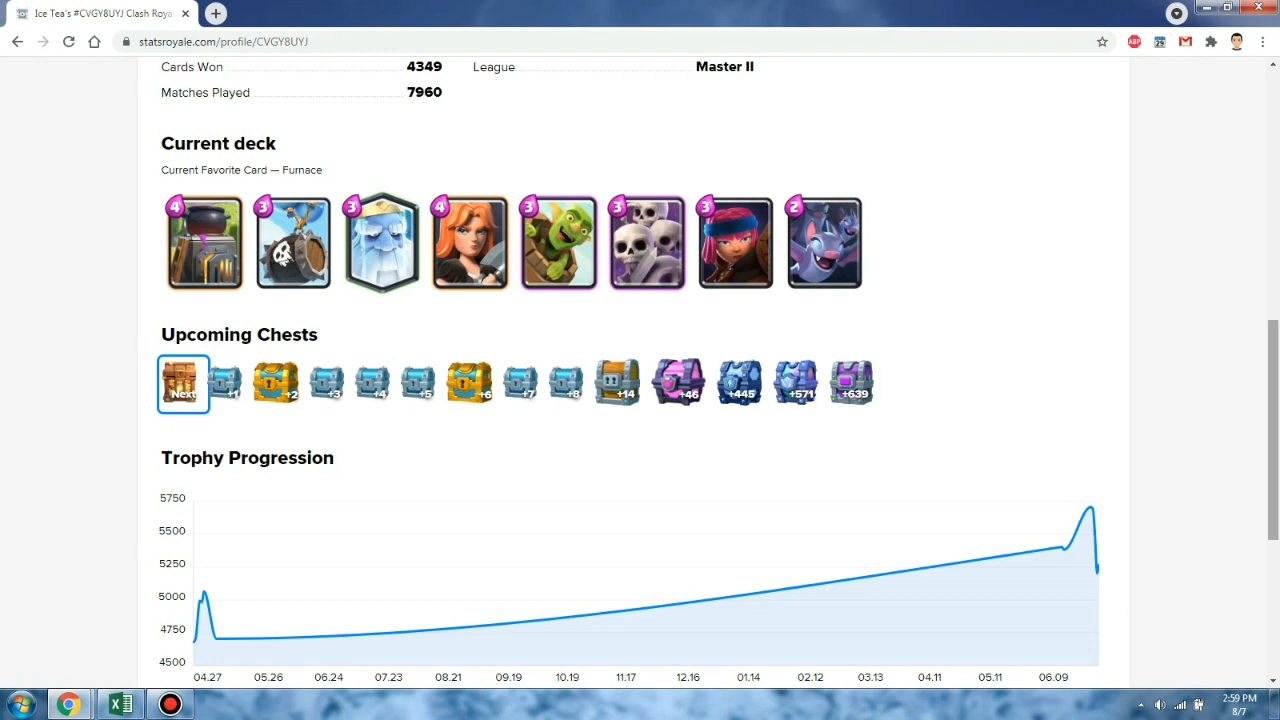 Ice Tea's #CVGY8UYJ Clash Roya
statsroyale.com/profile/CVGY8UYJ
ABP
Cards Won 4349 League Master II
Matches Played 7960
Current deck
Current Favorite Card — Furnace
4 3 3 4 3 3 3 2
Upcoming Chests
Next +1 +2 +3 +4 +5 +6 +7 +8 +14 +46 +445 +571 +639
Trophy Progression
5750
5500
5250
5000
4750
4500
04.27 05.26 06.24 07.23 08.21 09.19 10.19 11.17 12.16 01.14 02.12 03.13 04.11 05.11 06.09
2:59 PM
8/7